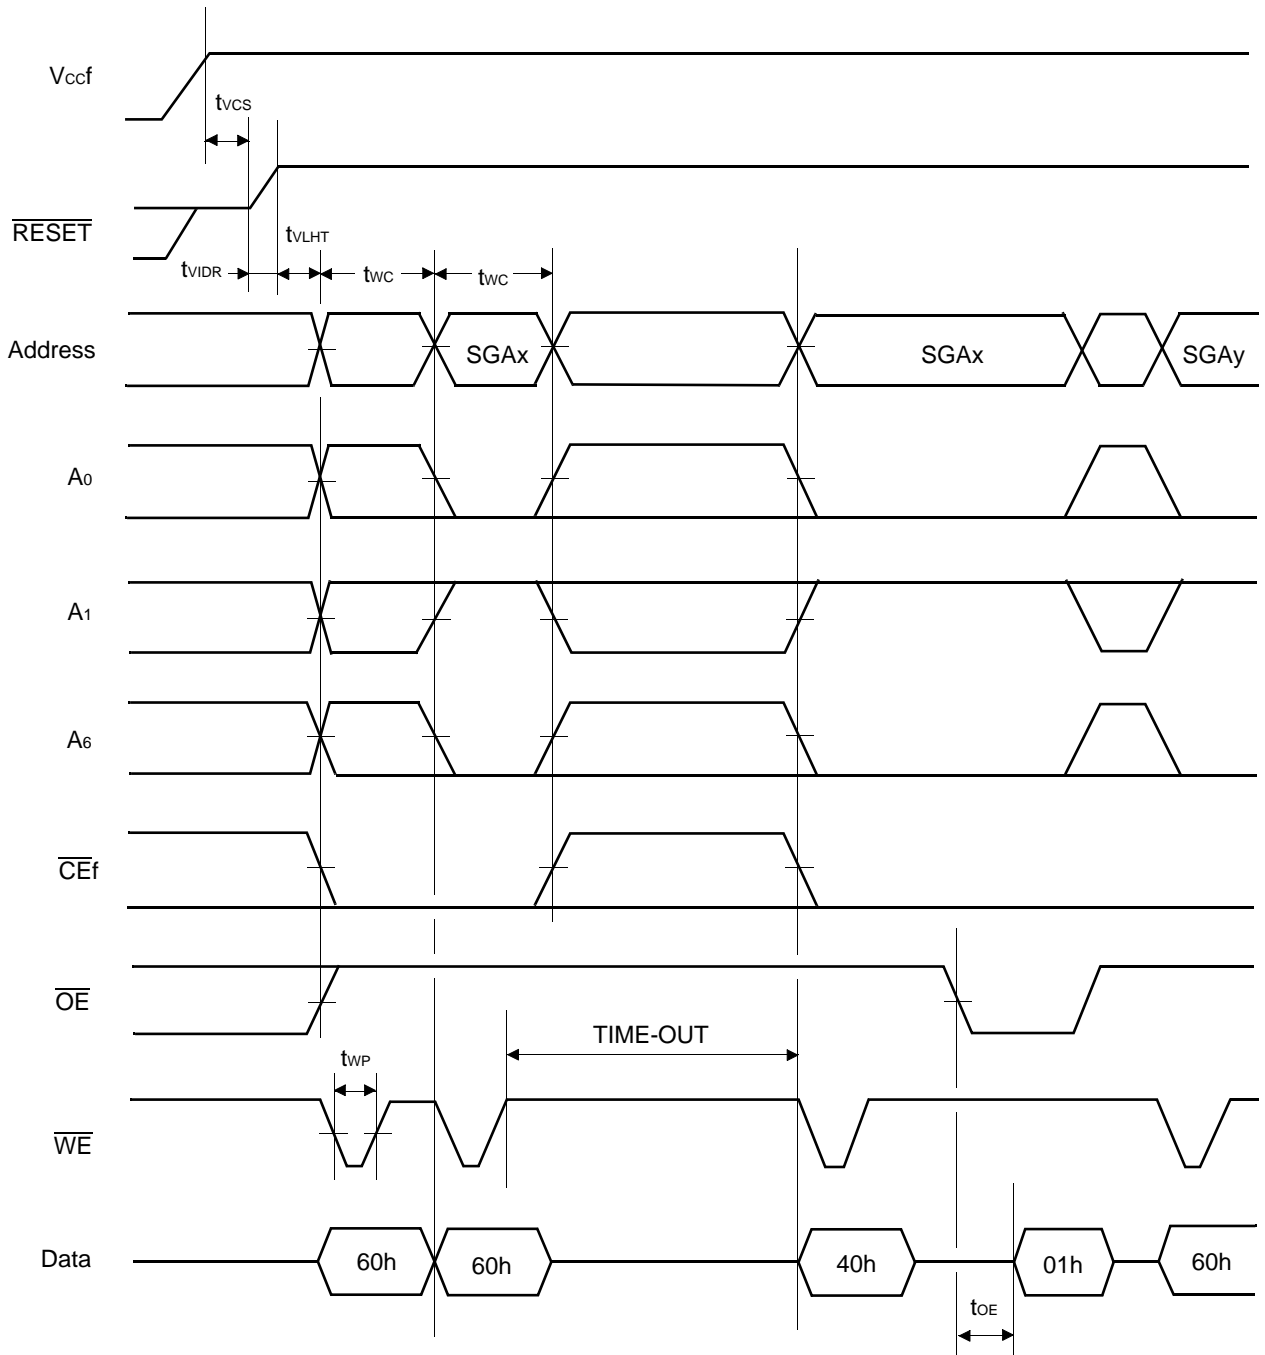 VCCf
tVCS
RESET
tVLHT
tVIDR tWC tWC
Address SGAx SGAx SGAy
A0
A1
A6
CEf
OE
TIME-OUT
tWP
WE
Data 60h 60h 40h 01h 60h
tOE